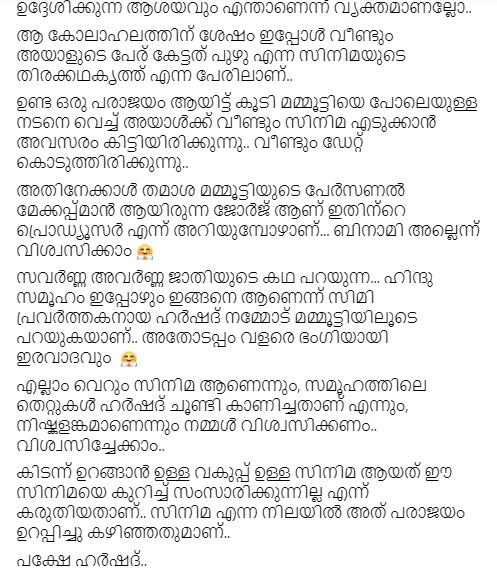 ഉദ്ദേശിക്കുന്ന ആശയവും എന്താണെന്ന് വ്യക്തമാണല്ലോ..
ആ കോലാഹലത്തിന് ശേഷം ഇപ്പോൾ വീണ്ടും
അയാളുടെ പേര് കേട്ടത് പുഴു എന്ന സിനിമയുടെ
തിരക്കഥകൃത്ത് എന്ന പേരിലാണ്..
ഉണ്ട ഒരു പരാജയം ആയിട്ട് കൂടി മമ്മൂട്ടിയെ പോലെയുള്ള
നടനെ വെച്ച് അയാൾക്ക് വീണ്ടും സിനിമ എടുക്കാൻ
അവസരം കിട്ടിയിരിക്കുന്നു.. വീണ്ടും ഡേറ്റ്
കൊടുത്തിരിക്കുന്നു..
അതിനേക്കാൾ തമാശ മമ്മൂട്ടിയുടെ പേർസണൽ
മേക്കപ്പ്മാൻ ആയിരുന്ന ജോർജ് ആണ് ഇതിന്റെ
പ്രൊഡ്യൂസർ എന്ന് അറിയുമ്പോഴാണ്... ബിനാമി അല്ലെന്ന്
വിശ്വസിക്കാം 😤
സവർണ്ണ അവർണ്ണ ജാതിയുടെ കഥ പറയുന്ന... ഹിന്ദു
സമൂഹം ഇപ്പോഴും ഇങ്ങനെ ആണെന്ന് സിമി
പ്രവർത്തകനായ ഹർഷദ് നമ്മോട് മമ്മൂട്ടിയിലൂടെ
പറയുകയാണ്.. അതോടപ്പം വളരെ ഭംഗിയായി
ഇരവാദവും 😤
എല്ലാം വെറും സിനിമ ആണെന്നും, സമൂഹത്തിലെ
തെറ്റുകൾ ഹർഷദ് ചൂണ്ടി കാണിച്ചതാണ് എന്നും,
നിഷ്കളങ്കമാണെന്നും നമ്മൾ വിശ്വസിക്കണം..
വിശ്വസിച്ചേക്കാം..
കിടന്ന് ഉറങ്ങാൻ ഉള്ള വകുപ്പ് ഉള്ള സിനിമ ആയത് ഈ
സിനിമയെ കുറിച്ച് സംസാരിക്കുന്നില്ല എന്ന്
കരുതിയതാണ്.. സിനിമ എന്ന നിലയിൽ അത് പരാജയം
ഉറപ്പിച്ചു കഴിഞ്ഞതുമാണ്..
പക്ഷേ ഹർഷദ്..